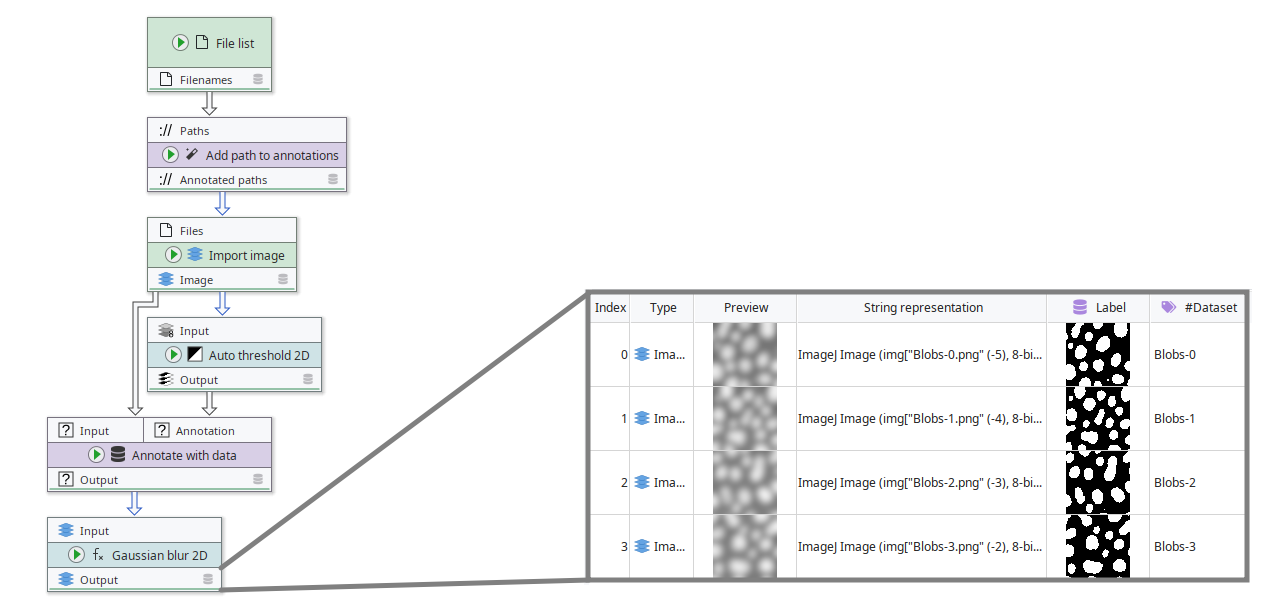 File list
Filenames
:// Paths
Add path to annotations
:// Annotated paths
Files
Import image
Image
8 Input
Auto threshold 2D
Output
? Input ? Annotation
Annotate with data
? Output
Input
fx Gaussian blur 2D
Output
Index Type Preview String representation Label #Dataset
0 Ima... ImageJ Image (img["Blobs-0.png" (-5), 8-bi... Blobs-0
1 Ima... ImageJ Image (img["Blobs-1.png" (-4), 8-bi... Blobs-1
2 Ima... ImageJ Image (img["Blobs-2.png" (-3), 8-bi... Blobs-2
3 Ima... ImageJ Image (img["Blobs-3.png" (-2), 8-bi... Blobs-3